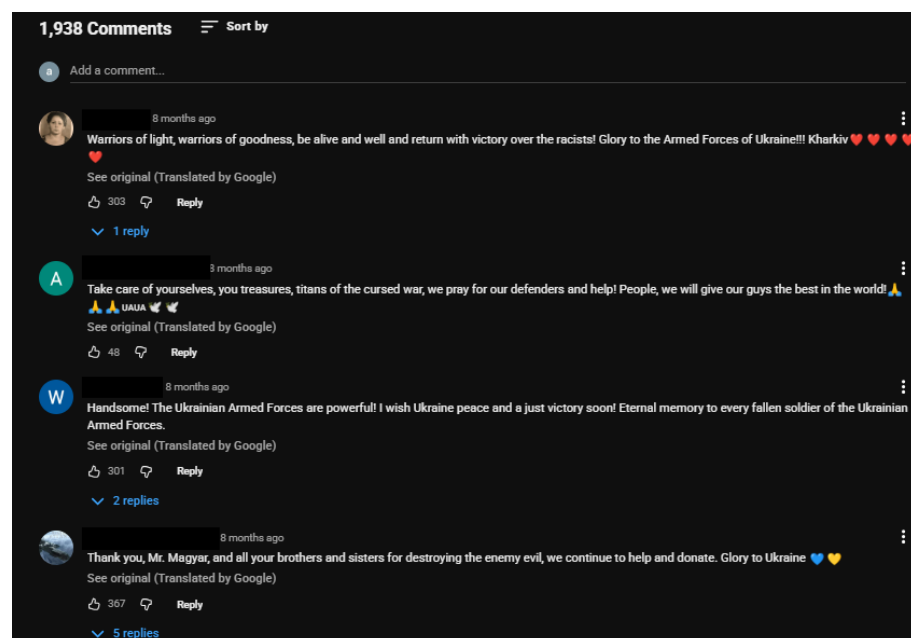 1,938 Comments Sort by
a Add a comment...
8 months ago
Warriors of light, warriors of goodness, be alive and well and return with victory over the racists! Glory to the Armed Forces of Ukraine!!! Kharkiv❤️ ❤️ ❤️ ❤️
❤️
See original (Translated by Google)
303 Reply
1 reply
A
8 months ago
Take care of yourselves, you treasures, titans of the cursed war, we pray for our defenders and help! People, we will give our guys the best in the world!🙏
🙏 🙏 UAUA 🕊️ 🕊️
See original (Translated by Google)
48 Reply
W
8 months ago
Handsome! The Ukrainian Armed Forces are powerful! I wish Ukraine peace and a just victory soon! Eternal memory to every fallen soldier of the Ukrainian
Armed Forces.
See original (Translated by Google)
301 Reply
2 replies
8 months ago
Thank you, Mr. Magyar, and all your brothers and sisters for destroying the enemy evil, we continue to help and donate. Glory to Ukraine 💙 💛
See original (Translated by Google)
367 Reply
5 replies